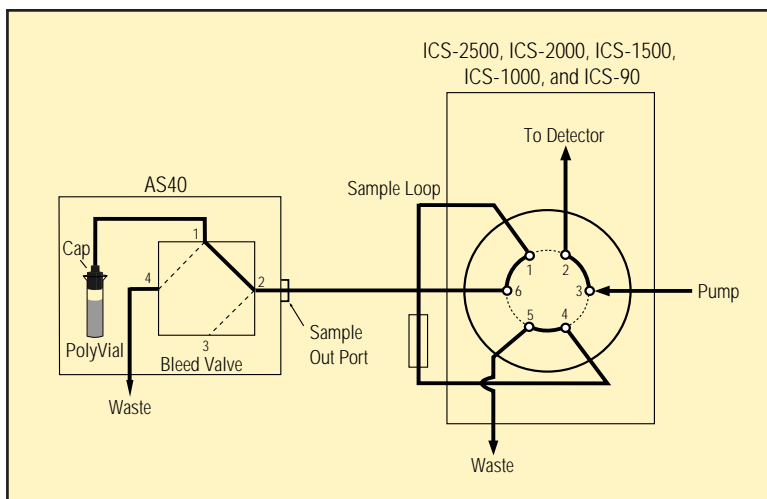 ICS-2500, ICS-2000, ICS-1500,
ICS-1000, and ICS-90
To Detector
AS40
Sample Loop
Cap
1
4
2
1
2
6
3
Pump
5
4
3
PolyVial
Bleed Valve
Sample
Out Port
Waste
Waste